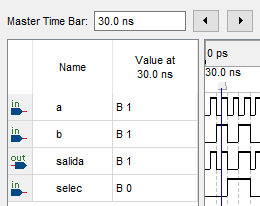 Master Time Bar: 30.0 ns
0 ps
Name Value at 30.0 ns
30.0 ns
in a B 1
in b B 1
out salida B 1
in selec B 0